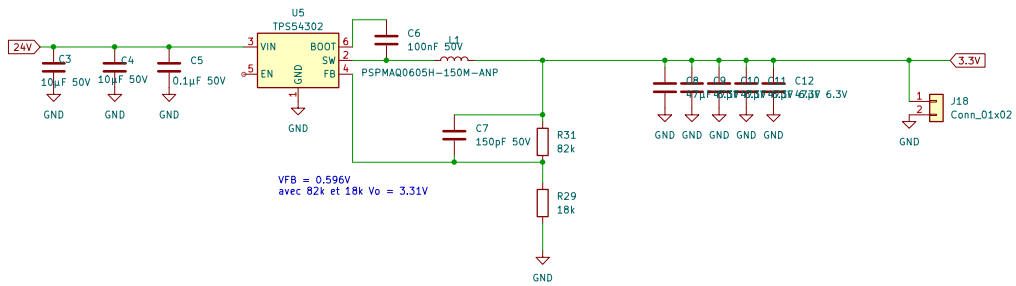 U5
TPS54302
24V
3 VIN
BOOT 6
SW 2
5 EN
FB 4
GND
1
GND
C3
10µF 50V
GND
C4
10µF 50V
GND
C5
0.1µF 50V
GND
C6
100nF 50V
L1
PSPMAQ0605H-150M-ANP
C7
150pF 50V
R31
82k
R29
18k
GND
VFB = 0.596V
avec 82k et 18k Vo = 3.31V
C8
C9
C10
C11
C12
47µF 6.3V
GND
GND
GND
GND
GND
3.3V
1
2
J18
Conn_01x02
GND